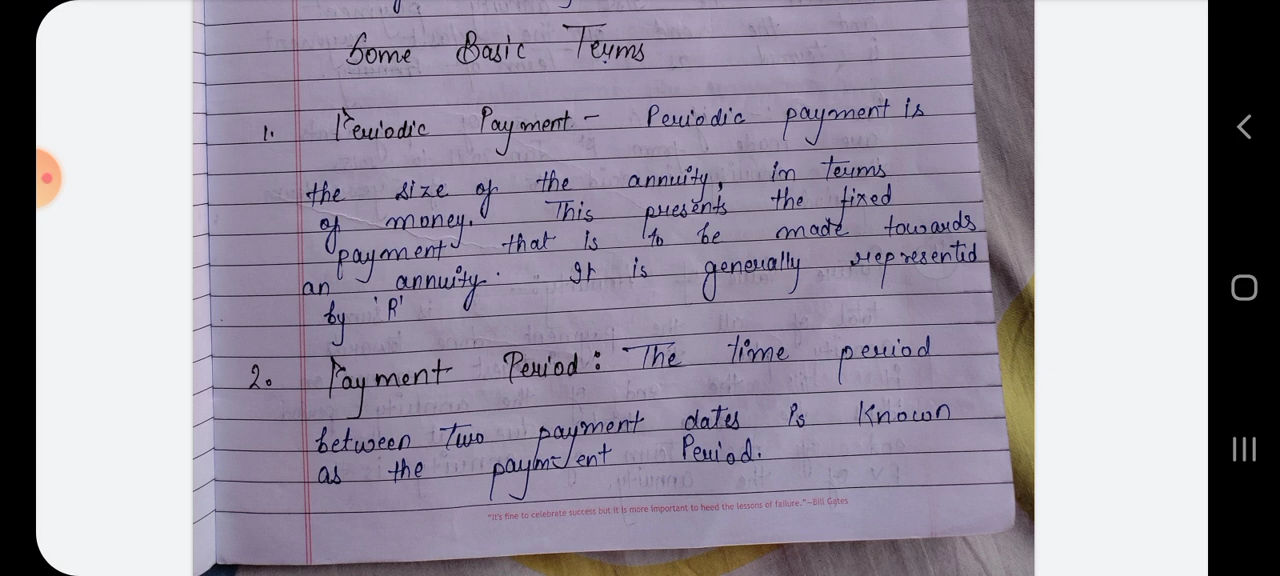 Some Basic Terms
1. Periodic Payment - Periodic payment is
the size of the annuity, in terms
of money. This presents the fixed
payment that is to be made towards
an annuity. It is generally represented
by 'R'
2. Payment Period: The time period
between two payment dates is known
as the payment Period.
"It's fine to celebrate success but it is more important to heed the lessons of failure."-Bill Gates